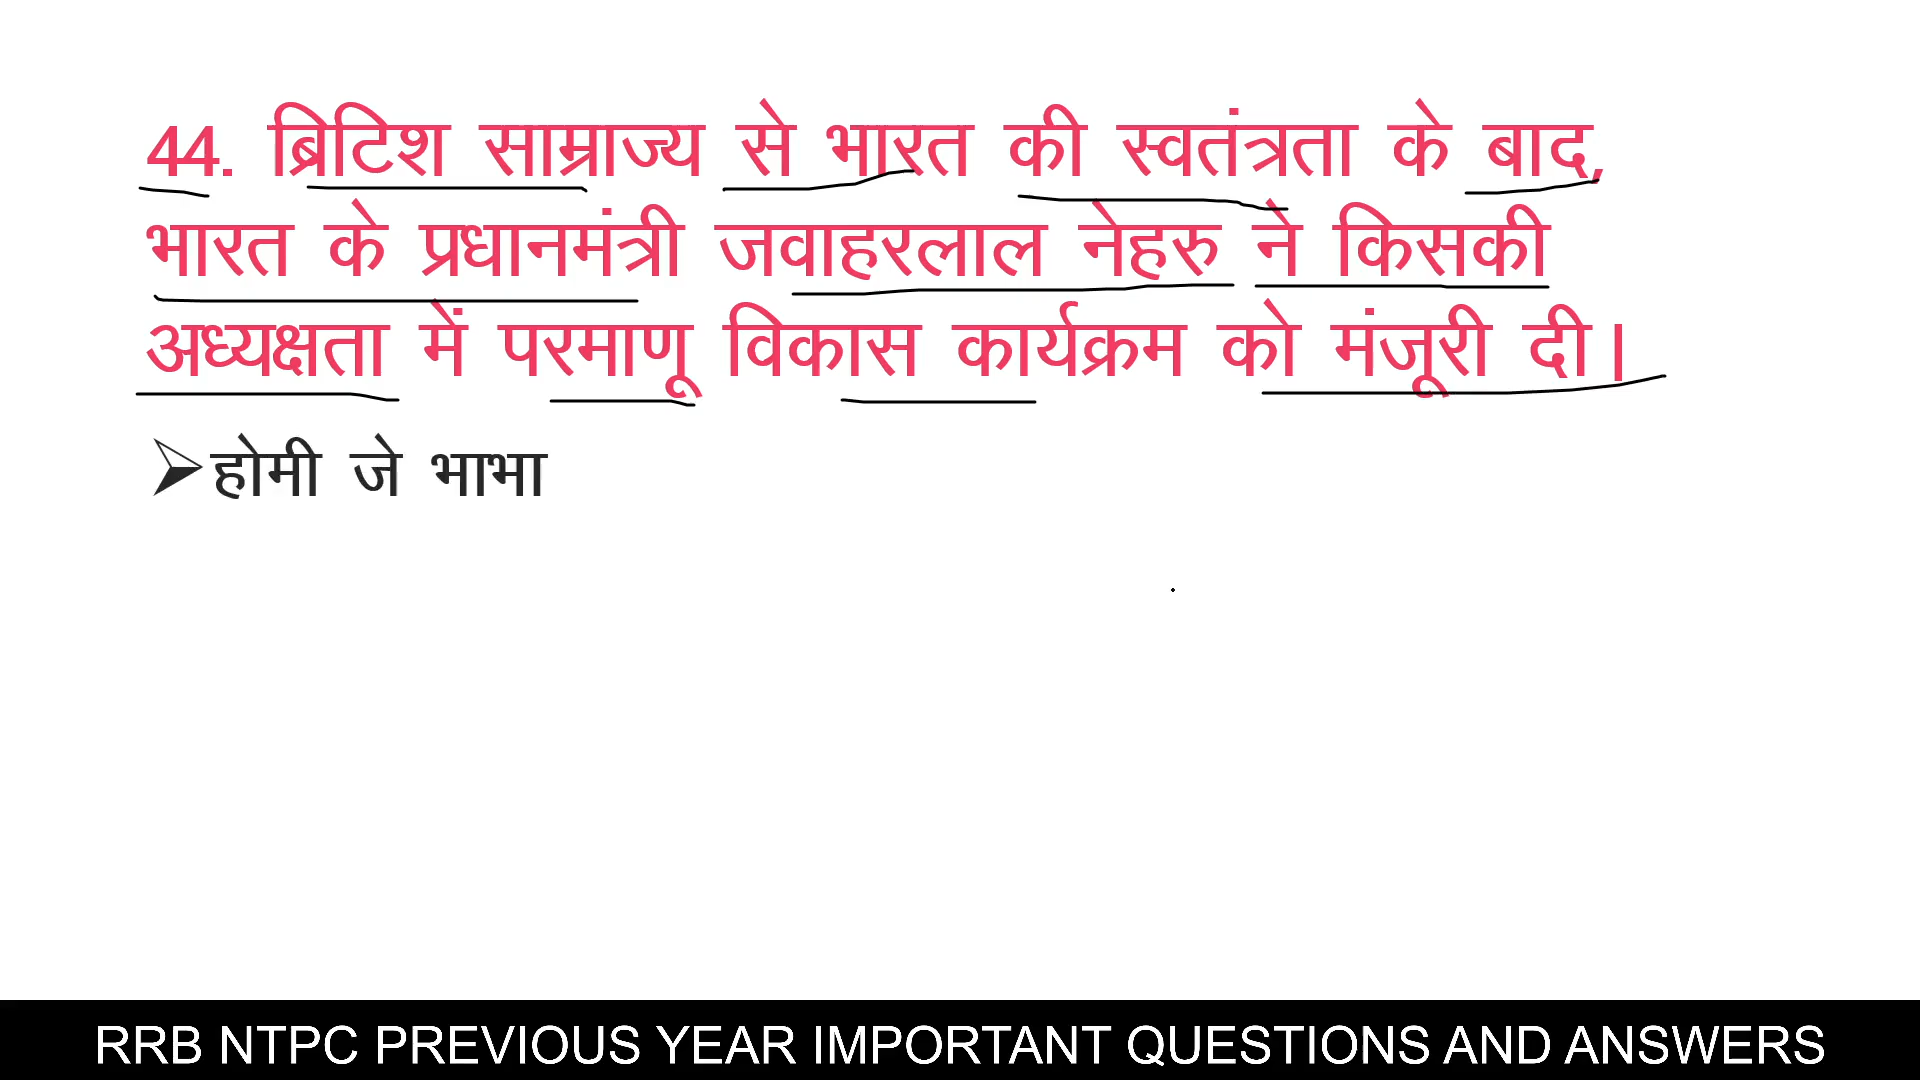 44. ब्रिटिश साम्राज्य से भारत की स्वतंत्रता के बाद,
भारत के प्रधानमंत्री जवाहरलाल नेहरु ने किसकी
अध्यक्षता में परमाणू विकास कार्यक्रम को मंजूरी दी।
होमी जे भाभा
RRB NTPC PREVIOUS YEAR IMPORTANT QUESTIONS AND ANSWERS